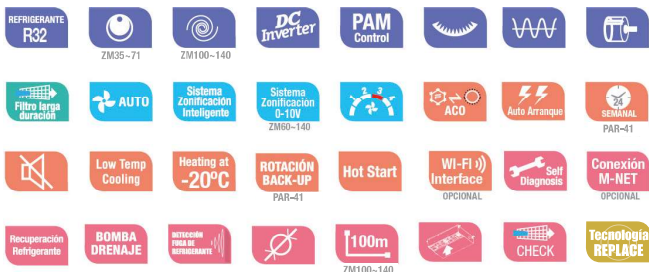 REFRIGERANTE
R32
DC
Inverter
PAM
Control
ZM35~71
ZM100~140
Filtro larga
duración
AUTO
Sistema
Zonificación
Inteligente
Sistema
Zonificación
0-10V
ZM60~140
2 3
ACO
Auto Arranque
24
SEMANAL
PAR-41
Low Temp
Cooling
Heating at
-20ºC
ROTACIÓN
BACK-UP
PAR-41
Hot Start
WI-FI
Interface
OPCIONAL
Self
Diagnosis
Conexión
M-NET
OPCIONAL
Recuperación
Refrigerante
BOMBA
DRENAJE
DETECCIÓN
FUGA DE
REFRIGERANTE
100m
ZM100~140
CHECK
Tecnología
REPLACE